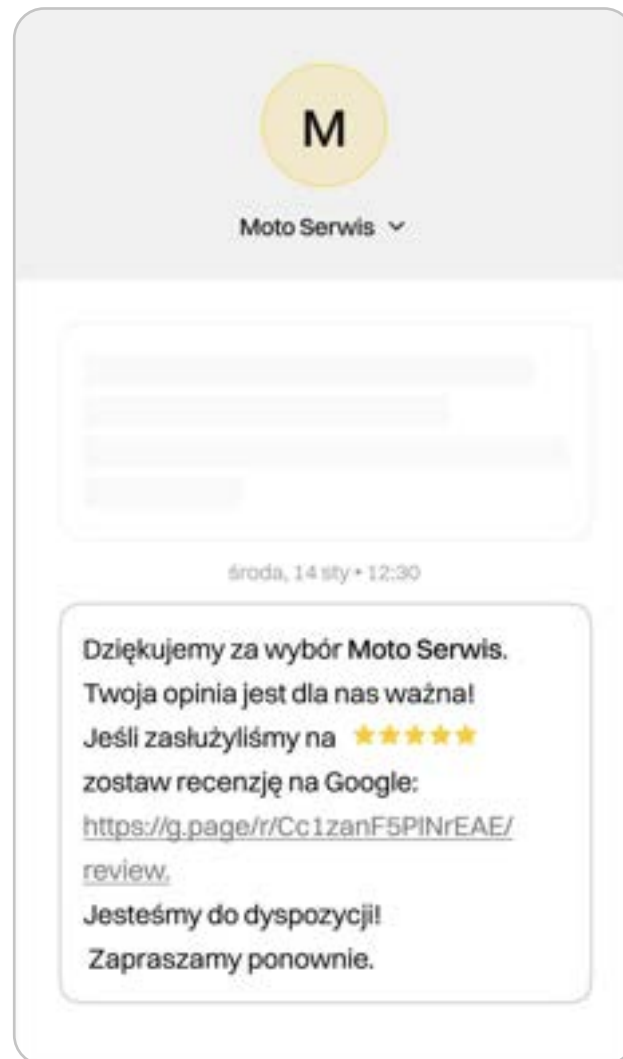 M
Moto Serwis
środa, 14 sty • 12:30
Dziękujemy za wybór Moto Serwis.
Twoja opinia jest dla nas ważna!
Jeśli zasłużyliśmy na ★★★★★
zostaw recenzję na Google:
https://g.page/r/Cc1zanF5PlNrEAE/
review.
Jesteśmy do dyspozycji!
Zapraszamy ponownie.